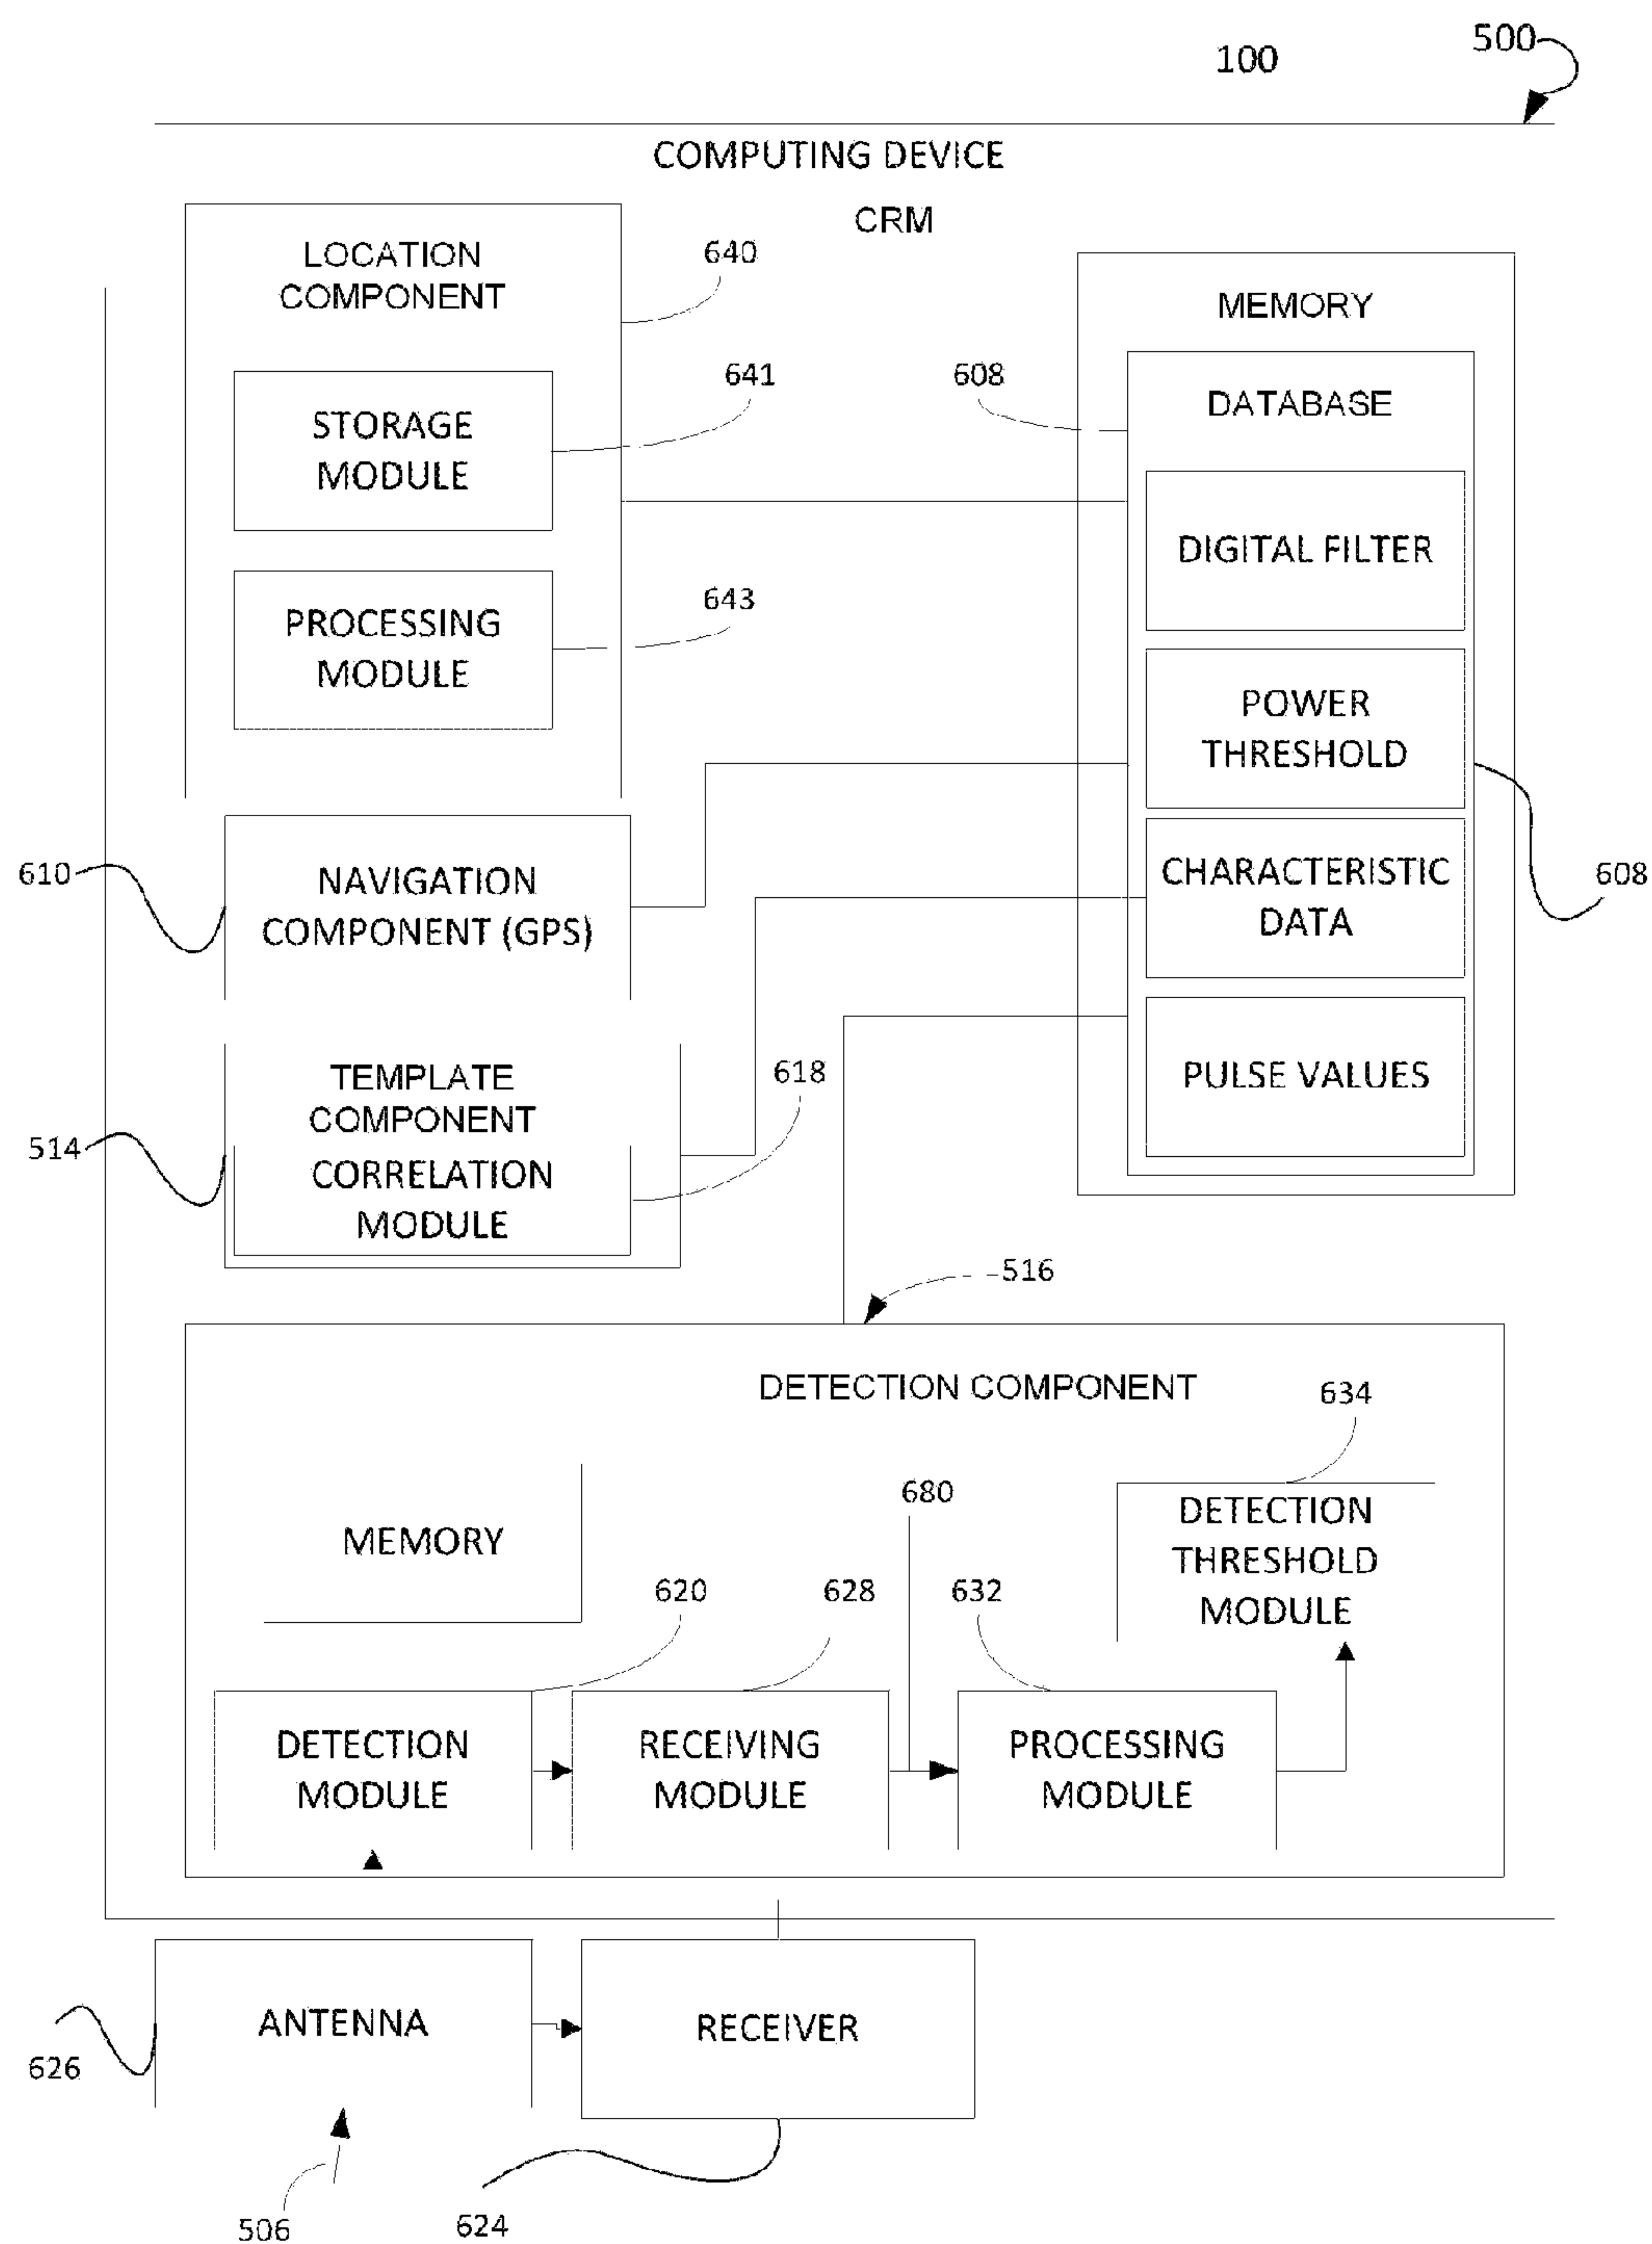 100
500
COMPUTING DEVICE
CRM
LOCATION
COMPONENT
640
MEMORY
STORAGE
MODULE
641
608
DATABASE
DIGITAL FILTER
PROCESSING
MODULE
643
POWER
THRESHOLD
610
NAVIGATION
COMPONENT (GPS)
CHARACTERISTIC
DATA
608
TEMPLATE
COMPONENT
618
PULSE VALUES
514
CORRELATION
MODULE
516
DETECTION COMPONENT
634
MEMORY
680
DETECTION
THRESHOLD
MODULE
620
628
632
DETECTION
MODULE
RECEIVING
MODULE
PROCESSING
MODULE
ANTENNA
RECEIVER
626
506
624